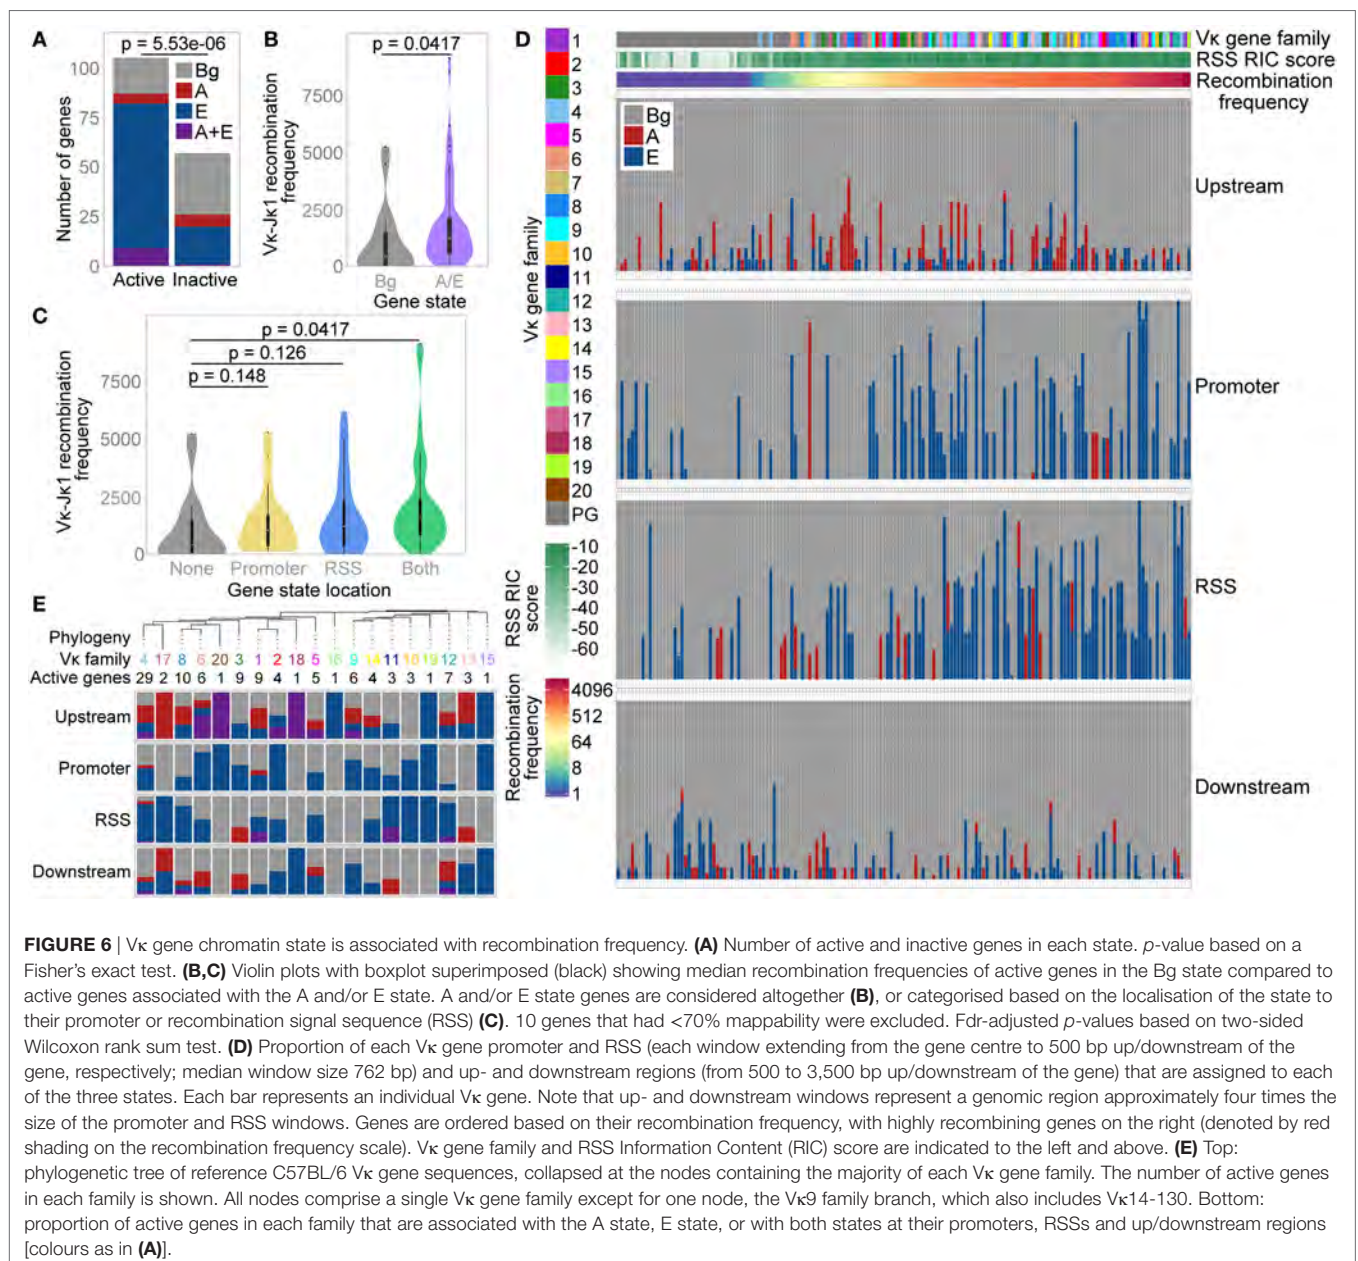 A
p = 5.53e-06
Number of genes
100
75
50
25
0
Bg
A
E
A+E
Active Inactive
B
p = 0.0417
Vκ-Jκ1 recombination
frequency
7500
5000
2500
0
Bg A/E
Gene state
C
p = 0.0417
p = 0.126
p = 0.148
Vκ-Jκ1 recombination
frequency
7500
5000
2500
0
None Promoter RSS Both
Gene state location
D
Vκ gene family
1
2
3
4
5
6
7
8
9
10
11
12
13
14
15
16
17
18
19
20
PG
RSS RIC
score
-10
-20
-30
-40
-50
-60
Recombination
frequency
4096
512
64
8
1
Vκ gene family
RSS RIC score
Recombination
frequency
Bg
A
E
Upstream
Promoter
RSS
Downstream
E
Phylogeny
Vκ family 4 17 8 6 20 3 1 2 18 5 16 9 14 11 10 19 12 13 15
Active genes 29 2 10 6 1 9 9 4 1 5 1 6 4 3 3 1 7 3 1
Upstream
Promoter
RSS
Downstream
FIGURE 6 | Vκ gene chromatin state is associated with recombination frequency. (A) Number of active and inactive genes in each state. p-value based on a
Fisher's exact test. (B,C) Violin plots with boxplot superimposed (black) showing median recombination frequencies of active genes in the Bg state compared to
active genes associated with the A and/or E state. A and/or E state genes are considered altogether (B), or categorised based on the localisation of the state to
their promoter or recombination signal sequence (RSS) (C). 10 genes that had <70% mappability were excluded. Fdr-adjusted p-values based on two-sided
Wilcoxon rank sum test. (D) Proportion of each Vκ gene promoter and RSS (each window extending from the gene centre to 500 bp up/downstream of the
gene, respectively; median window size 762 bp) and up- and downstream regions (from 500 to 3,500 bp up/downstream of the gene) that are assigned to each
of the three states. Each bar represents an individual Vκ gene. Note that up- and downstream windows represent a genomic region approximately four times the
size of the promoter and RSS windows. Genes are ordered based on their recombination frequency, with highly recombining genes on the right (denoted by red
shading on the recombination frequency scale). Vκ gene family and RSS Information Content (RIC) score are indicated to the left and above. (E) Top:
phylogenetic tree of reference C57BL/6 Vκ gene sequences, collapsed at the nodes containing the majority of each Vκ gene family. The number of active genes
in each family is shown. All nodes comprise a single Vκ gene family except for one node, the Vκ9 family branch, which also includes Vκ14-130. Bottom:
proportion of active genes in each family that are associated with the A state, E state, or with both states at their promoters, RSSs and up/downstream regions
[colours as in (A)].